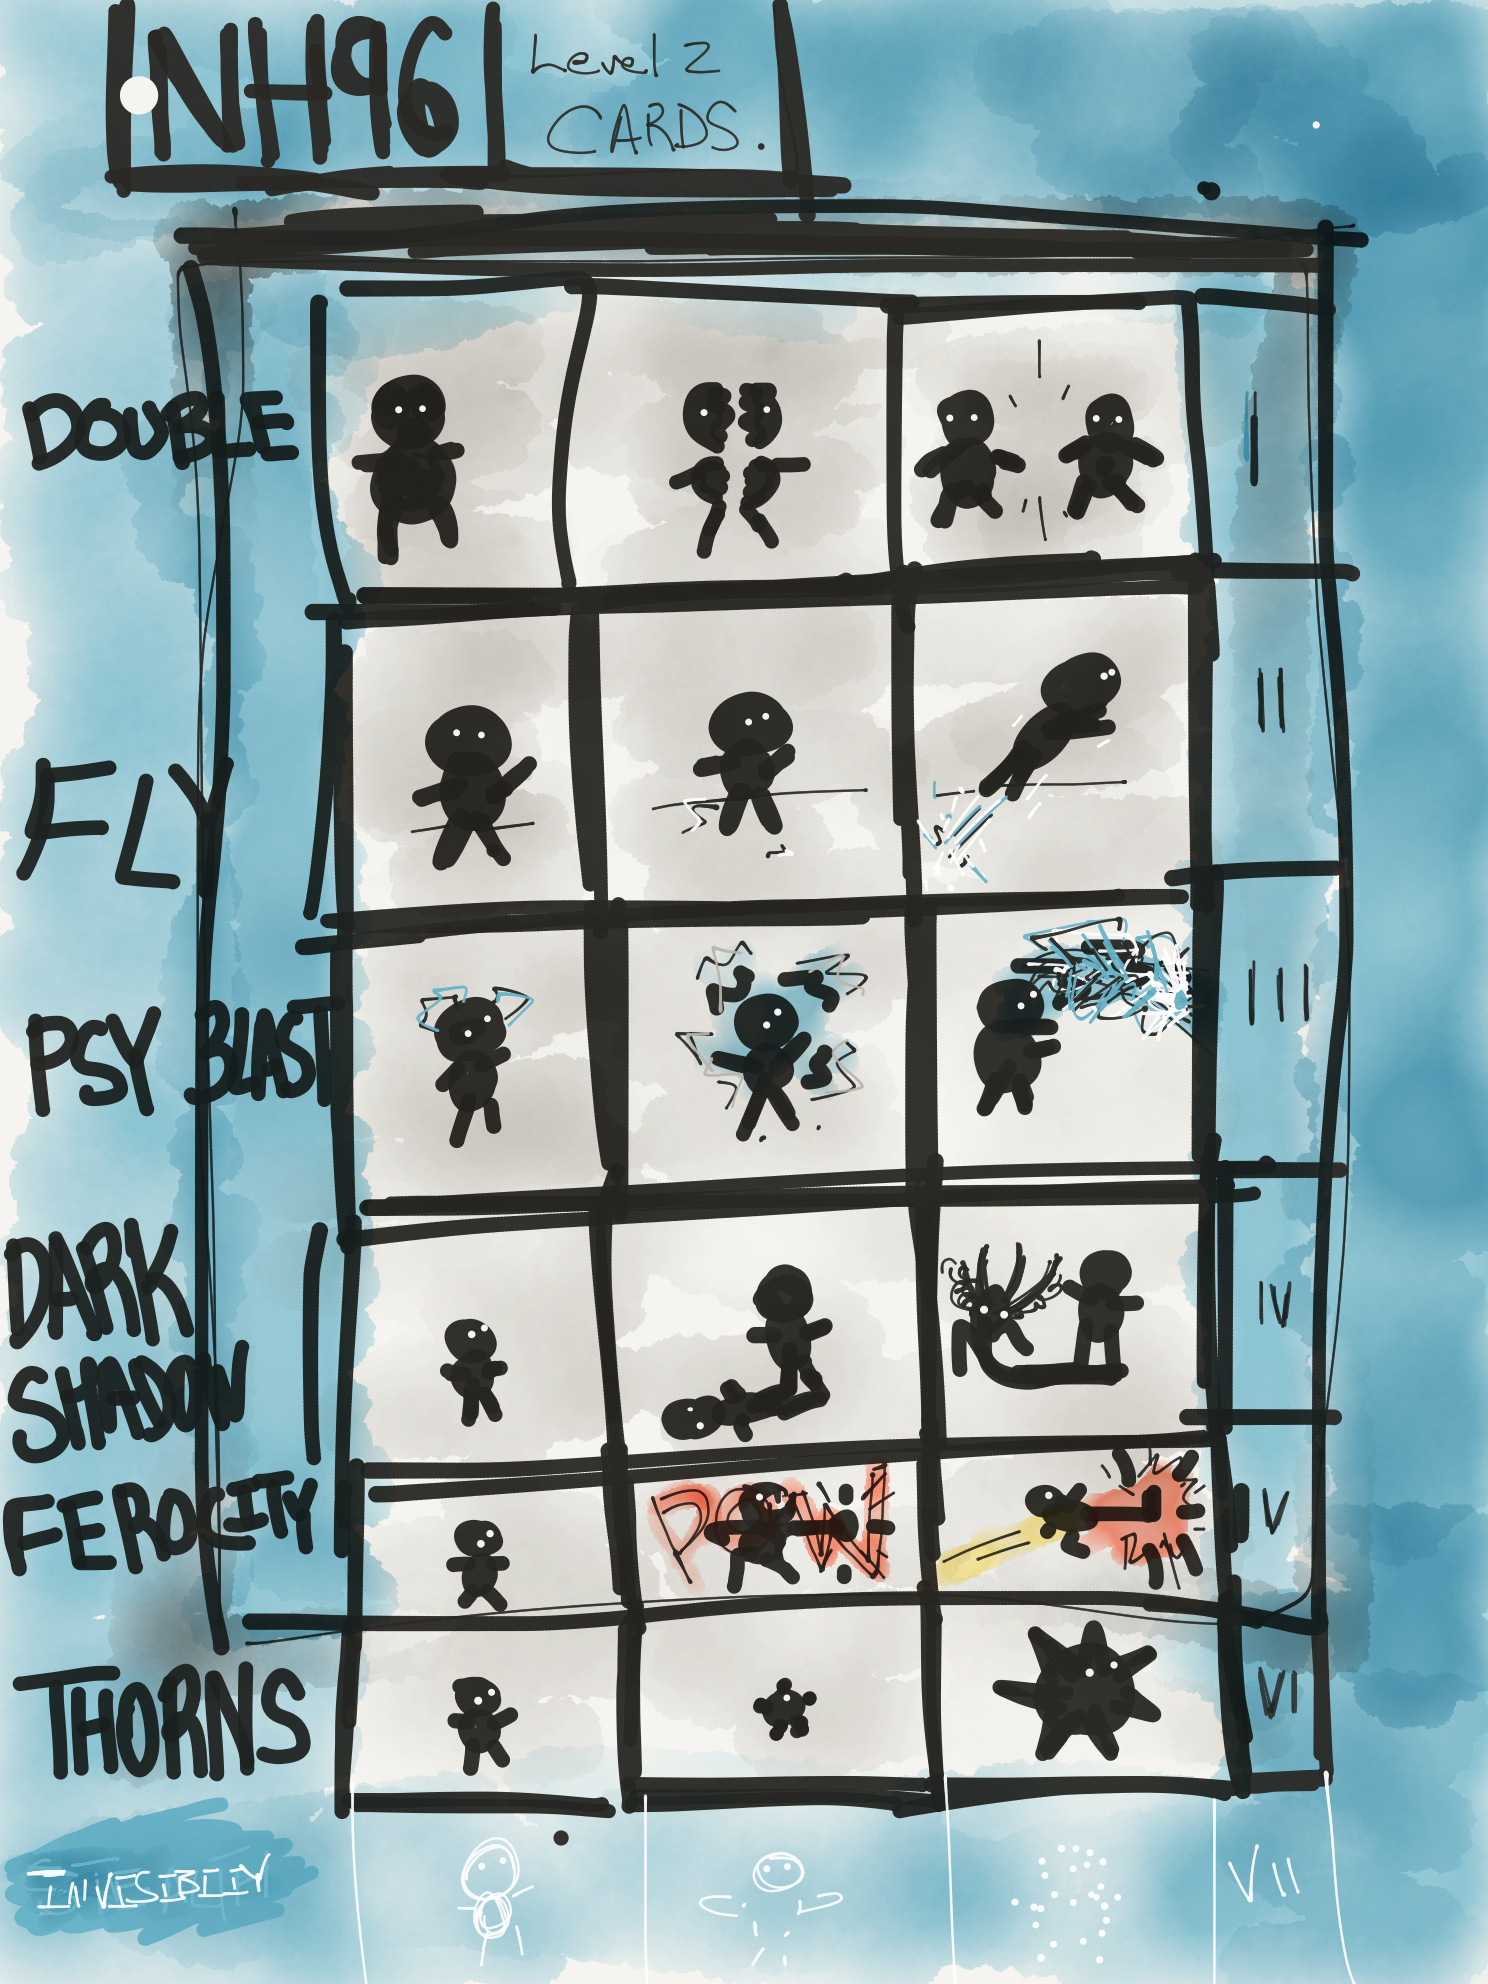 NH96
Level 2
CARDS.
DOUBLE
I
FLY
II
PSY BLAST
III
DARK
SHADOW
IV
FEROCITY
POW!
V
THORNS
VI
INVISIBLIY
VII